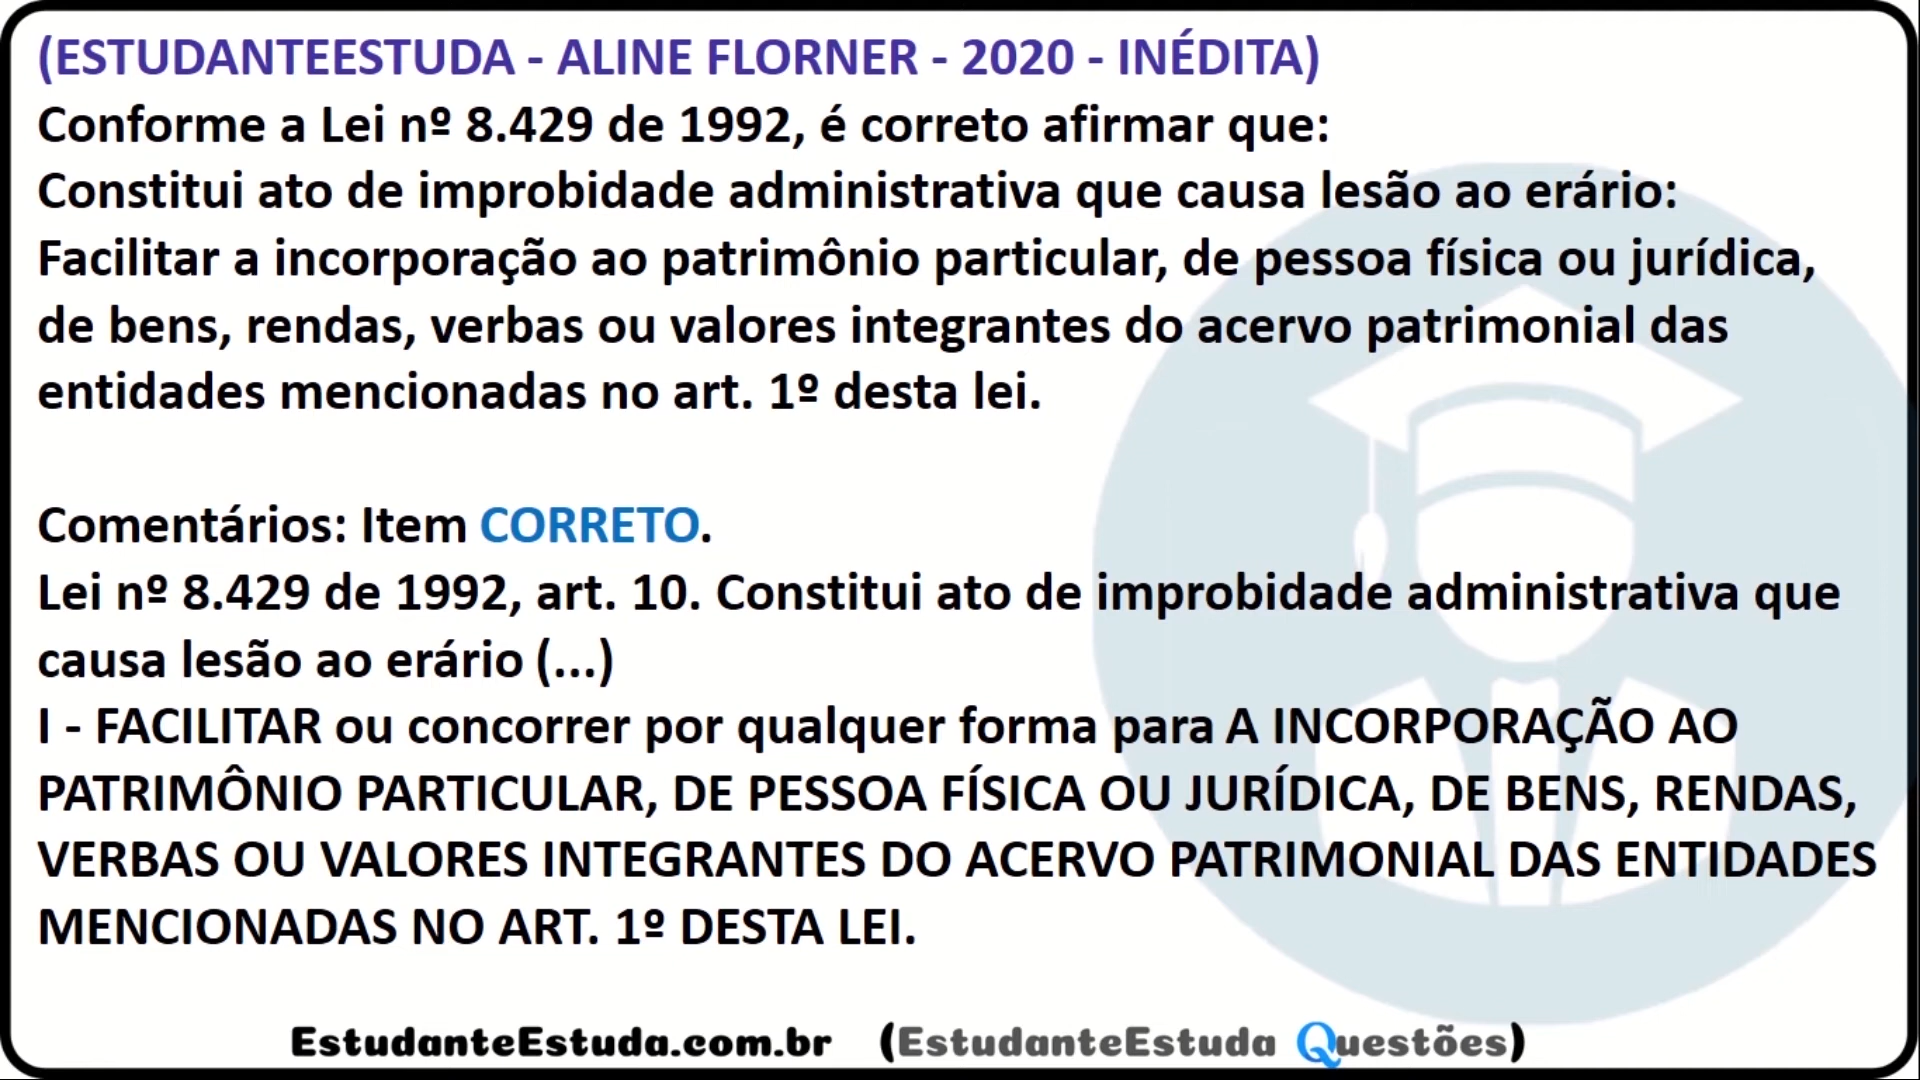 (ESTUDANTEESTUDA - ALINE FLORNER - 2020 - INÉDITA)
Conforme a Lei nº 8.429 de 1992, é correto afirmar que:
Constitui ato de improbidade administrativa que causa lesão ao erário:
Facilitar a incorporação ao patrimônio particular, de pessoa física ou jurídica,
de bens, rendas, verbas ou valores integrantes do acervo patrimonial das
entidades mencionadas no art. 1º desta lei.
Comentários: Item CORRETO.
Lei nº 8.429 de 1992, art. 10. Constitui ato de improbidade administrativa que
causa lesão ao erário (...)
I - FACILITAR ou concorrer por qualquer forma para A INCORPORAÇÃO AO
PATRIMÔNIO PARTICULAR, DE PESSOA FÍSICA OU JURÍDICA, DE BENS, RENDAS,
VERBAS OU VALORES INTEGRANTES DO ACERVO PATRIMONIAL DAS ENTIDADES
MENCIONADAS NO ART. 1º DESTA LEI.
EstudanteEstuda.com.br (EstudanteEstuda Questões)